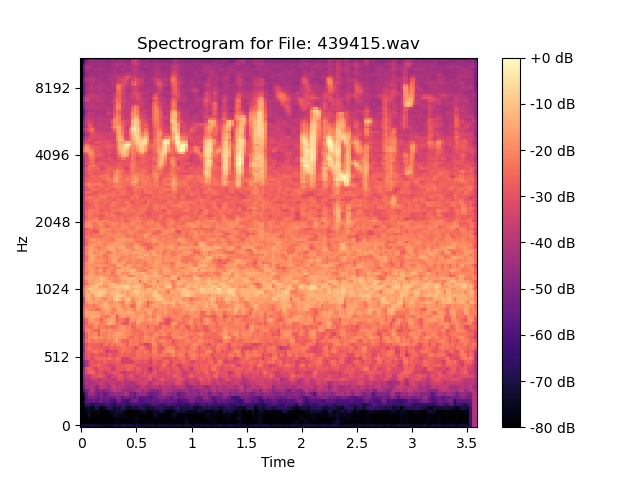 Spectrogram for File: 439415.wav
8192
4096
2048
1024
512
0
Hz
0 0.5 1 1.5 2 2.5 3 3.5
Time
+0 dB
-10 dB
-20 dB
-30 dB
-40 dB
-50 dB
-60 dB
-70 dB
-80 dB